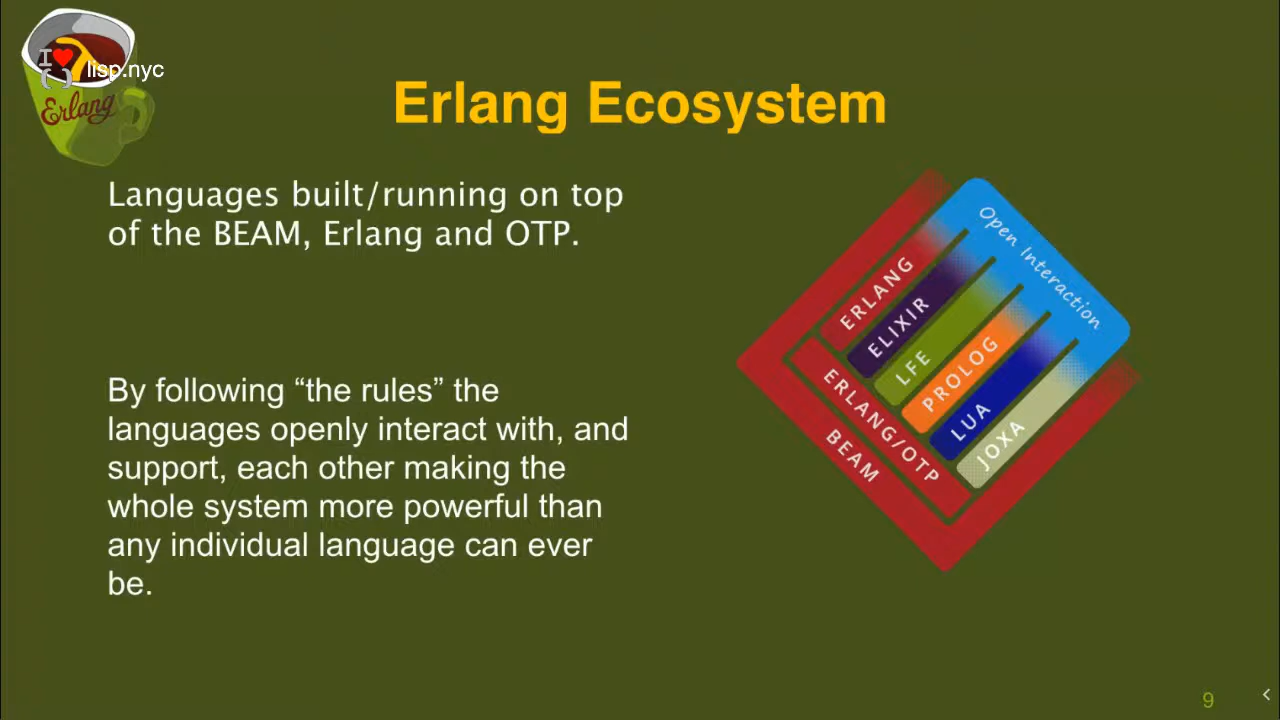 I ❤ lisp.nyc
( )
Erlang
Erlang Ecosystem
Languages built/running on top
of the BEAM, Erlang and OTP.
By following “the rules” the
languages openly interact with, and
support, each other making the
whole system more powerful than
any individual language can ever
be.
Open Interaction
ERLANG
ELIXIR
LFE
PROLOG
LUA
JOXA
ERLANG/OTP
BEAM
9
<